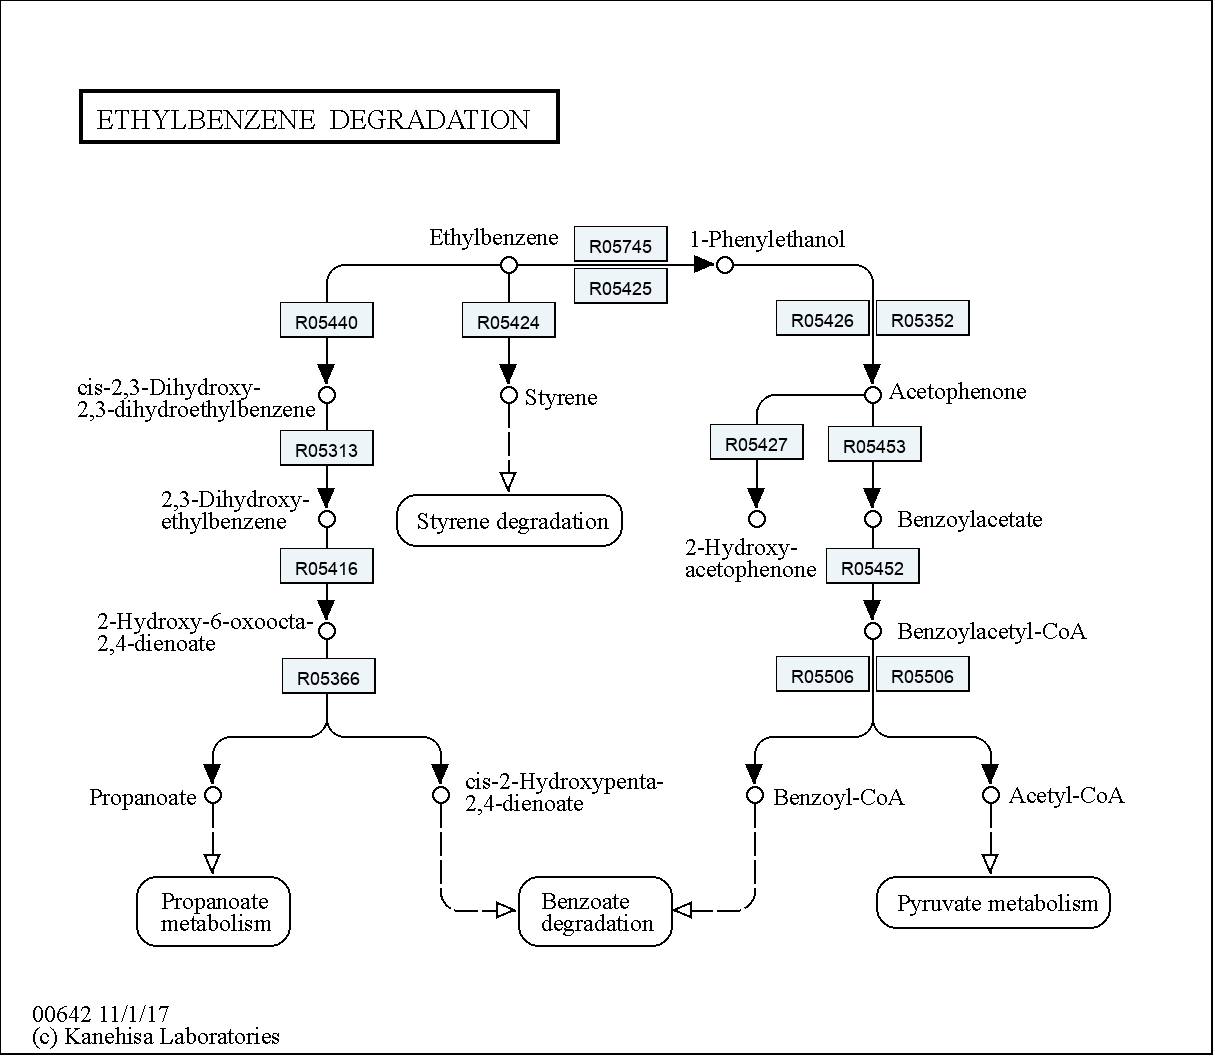 ETHYLBENZENE DEGRADATION
Ethylbenzene
R05745
1-Phenylethanol
R05425
R05440
R05424
R05426
R05352
cis-2,3-Dihydroxy-
2,3-dihydroethylbenzene
Styrene
Acetophenone
R05313
R05427
R05453
2,3-Dihydroxy-
ethylbenzene
Styrene degradation
Benzoylacetate
2-Hydroxy-
acetophenone
R05416
R05452
2-Hydroxy-6-oxoocta-
2,4-dienoate
Benzoylacetyl-CoA
R05366
R05506
R05506
Propanoate
cis-2-Hydroxypenta-
2,4-dienoate
Benzoyl-CoA
Acetyl-CoA
Propanoate
metabolism
Benzoate
degradation
Pyruvate metabolism
00642 11/1/17
(c) Kanehisa Laboratories